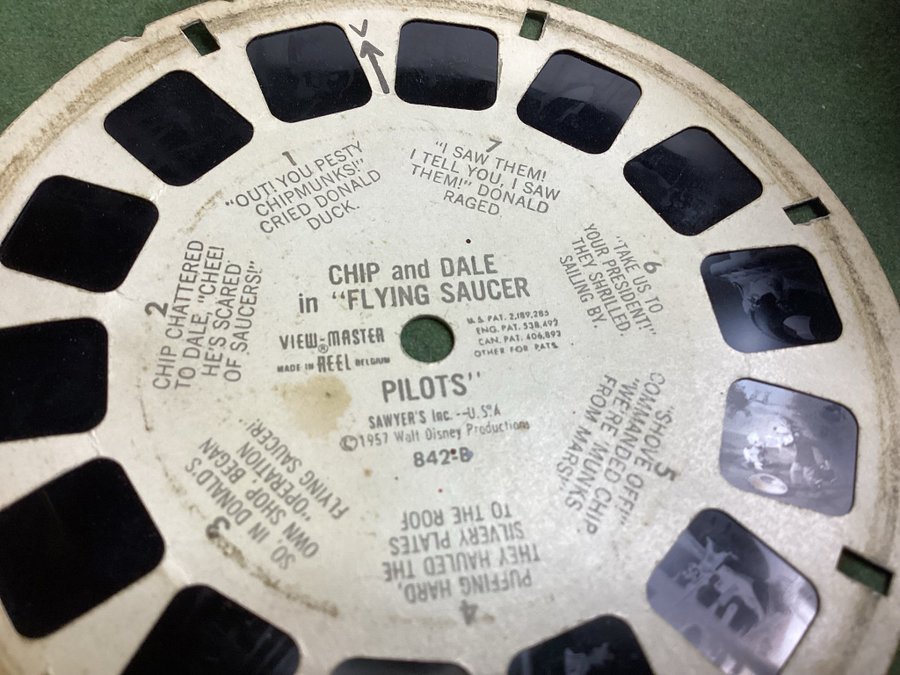 CHIP and DALE
in "FLYING SAUCER
PILOTS"
VIEW-MASTER
®
MADE IN REEL BELGIUM
U.S. PAT. 2,189,285
ENG. PAT. 538,492
CAN. PAT. 406,893
OTHER FOR PATS.
SAWYER'S Inc.--U.S.A
©1957 Walt Disney Productions
842-B
1
"OUT! YOU PESTY
CHIPMUNKS!"
CRIED DONALD
DUCK.
2
CHIP CHATTERED
TO DALE, "CHEE!
HE'S SCARED
OF SAUCERS!"
3
SO IN DONALD'S
OWN SHOP, BEGAN
"OPERATION
FLYING SAUCER!"
4
PUFFING HARD,
THEY HAULED THE
SILVERY PLATES
TO THE ROOF
5
"SHOVE OFF!"
COMMANDED CHIP.
"WE'RE MUNKS
FROM MARS!"
6
"TAKE US TO
YOUR PRESIDENT!"
THEY SHRILLED,
SAILING BY.
7
"I SAW THEM!
I TELL YOU, I SAW
THEM!" DONALD
RAGED